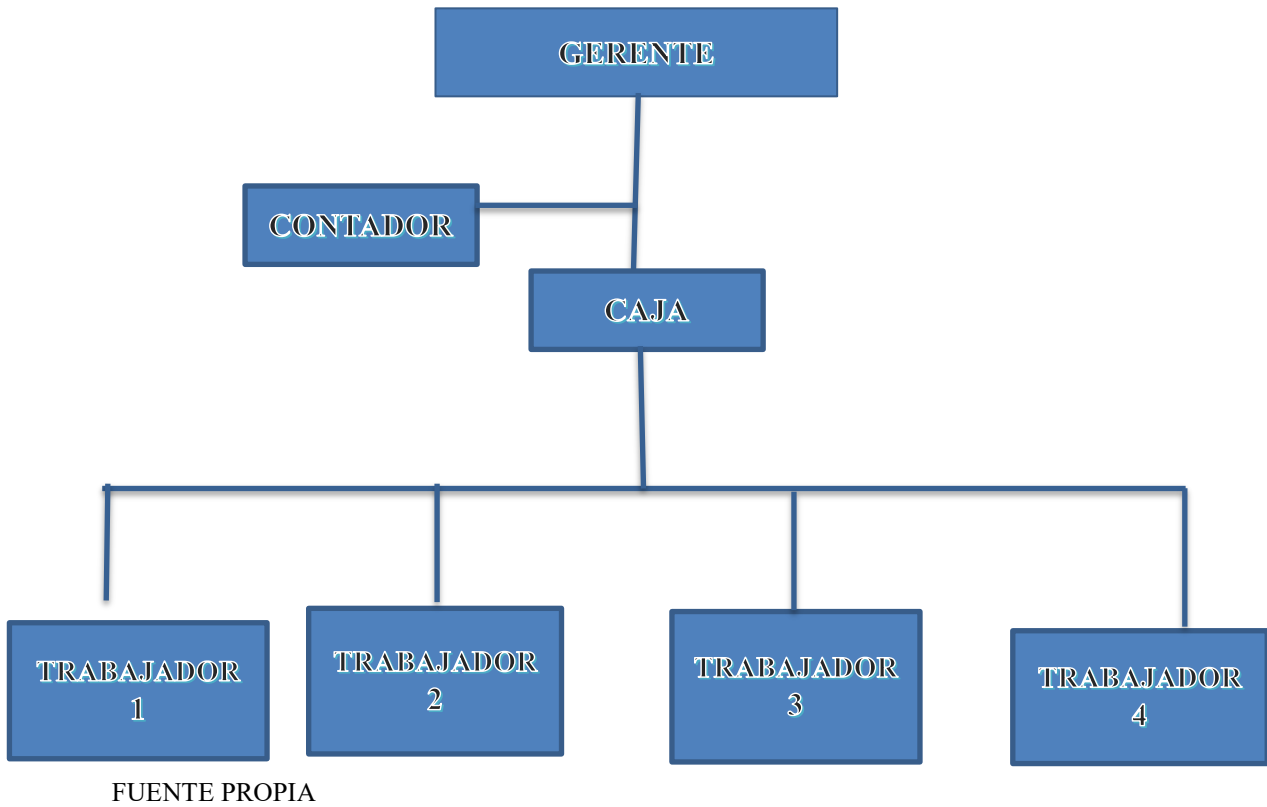 GERENTE
CONTADOR
CAJA
TRABAJADOR
1
TRABAJADOR
2
TRABAJADOR
3
TRABAJADOR
4
FUENTE PROPIA